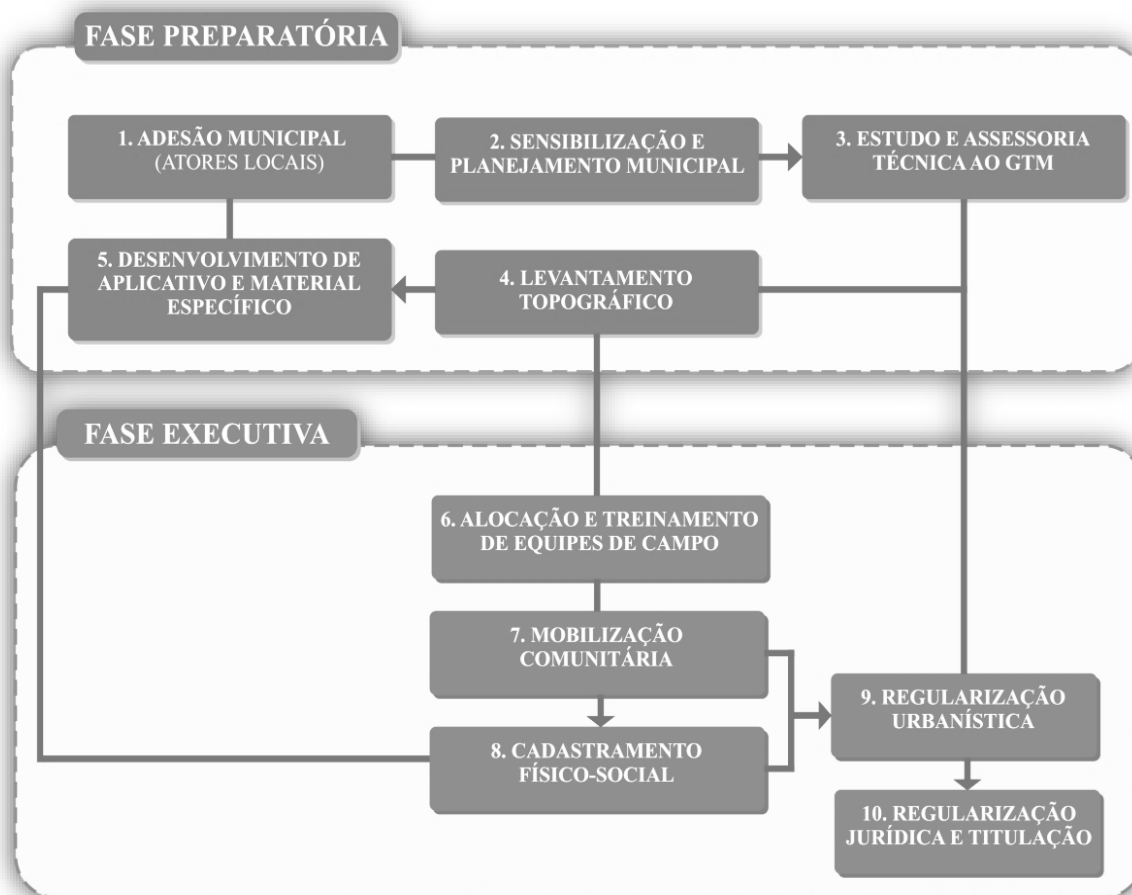 FASE PREPARATÓRIA
1. ADESÃO MUNICIPAL
(ATORES LOCAIS)
2. SENSIBILIZAÇÃO E
PLANEJAMENTO MUNICIPAL
3. ESTUDO E ASSESSORIA
TÉCNICA AO GTM
5. DESENVOLVIMENTO DE
APLICATIVO E MATERIAL
ESPECÍFICO
4. LEVANTAMENTO
TOPOGRÁFICO
FASE EXECUTIVA
6. ALOCAÇÃO E TREINAMENTO
DE EQUIPES DE CAMPO
7. MOBILIZAÇÃO
COMUNITÁRIA
8. CADASTRAMENTO
FÍSICO-SOCIAL
9. REGULARIZAÇÃO
URBANÍSTICA
10. REGULARIZAÇÃO
JURÍDICA E TITULAÇÃO